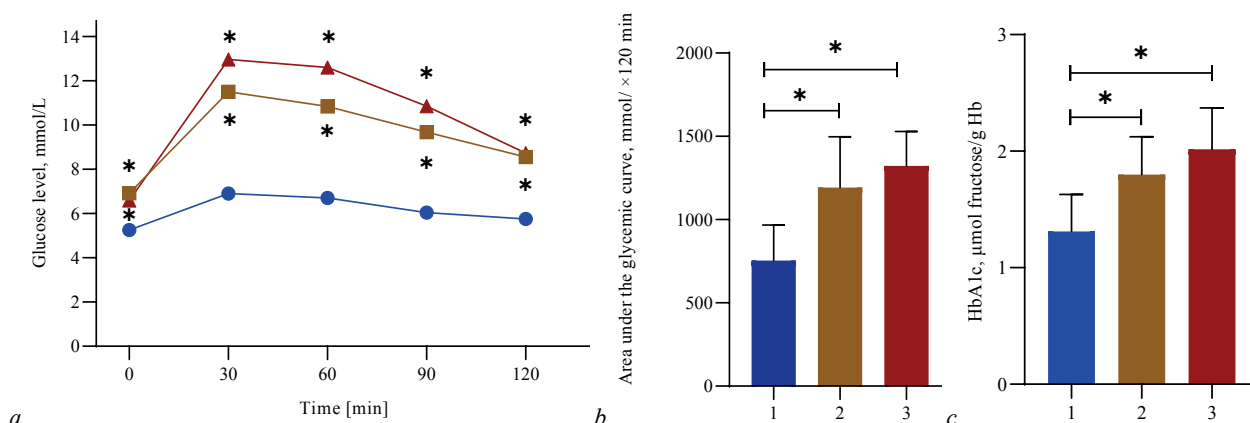 Glucose level, mmol/L
14
12
10
8
6
4
2
0
* * * * *
* * * * *
0 30 60 90 120
Time [min]
a
Area under the glycemic curve, mmol/ ×120 min
2000
1500
1000
500
0
*
*
1 2 3
b
HbA1c, µmol fructose/g Hb
3
2
1
0
*
*
1 2 3
c